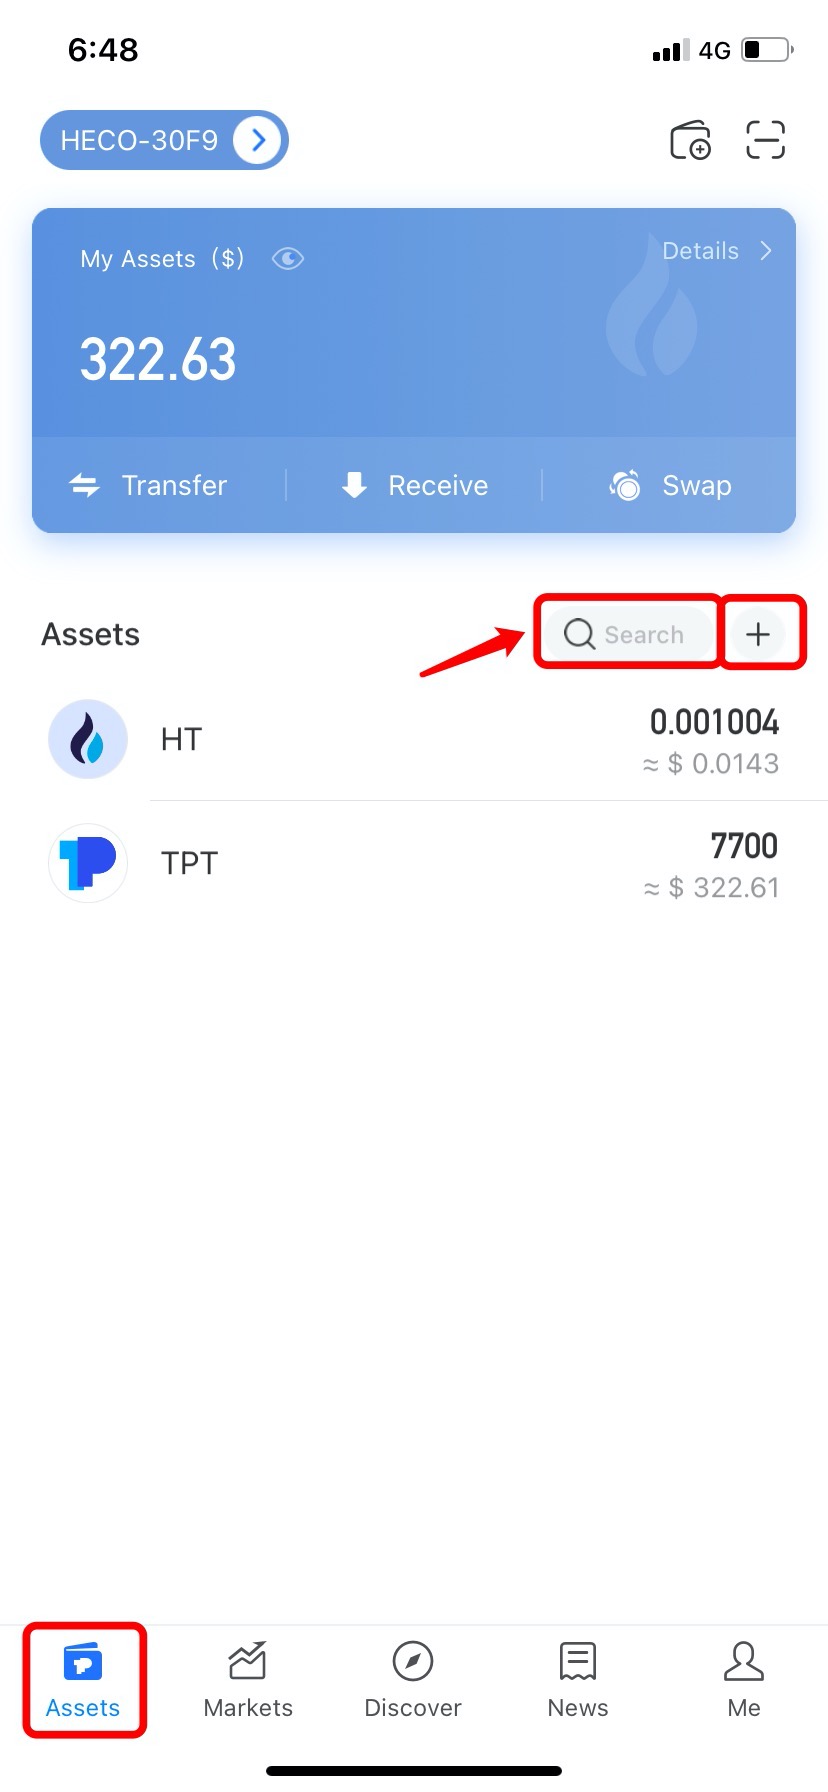 6:48 4G
HECO-30F9
My Assets ($) Details
322.63
Transfer Receive Swap
Assets Search
HT 0.001004
≈ $ 0.0143
TPT 7700
≈ $ 322.61
Assets Markets Discover News Me